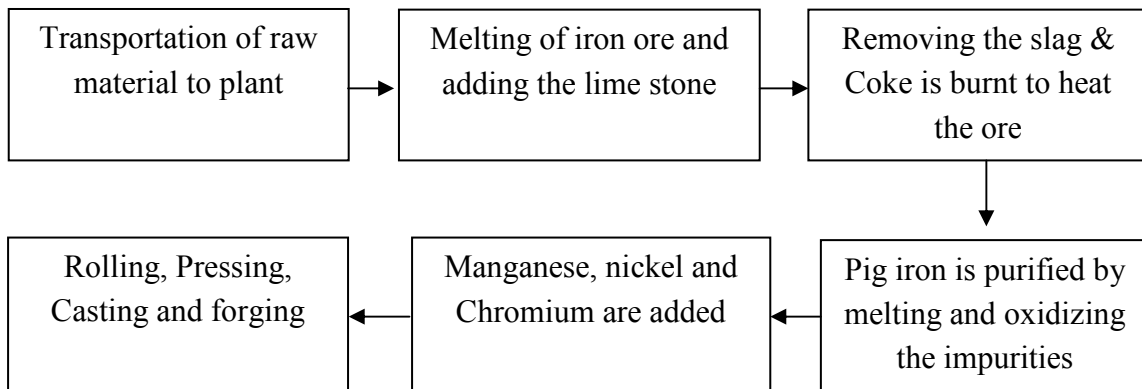 Transportation of raw
material to plant
Melting of iron ore and
adding the lime stone
Removing the slag &
Coke is burnt to heat
the ore
Pig iron is purified by
melting and oxidizing
the impurities
Manganese, nickel and
Chromium are added
Rolling, Pressing,
Casting and forging